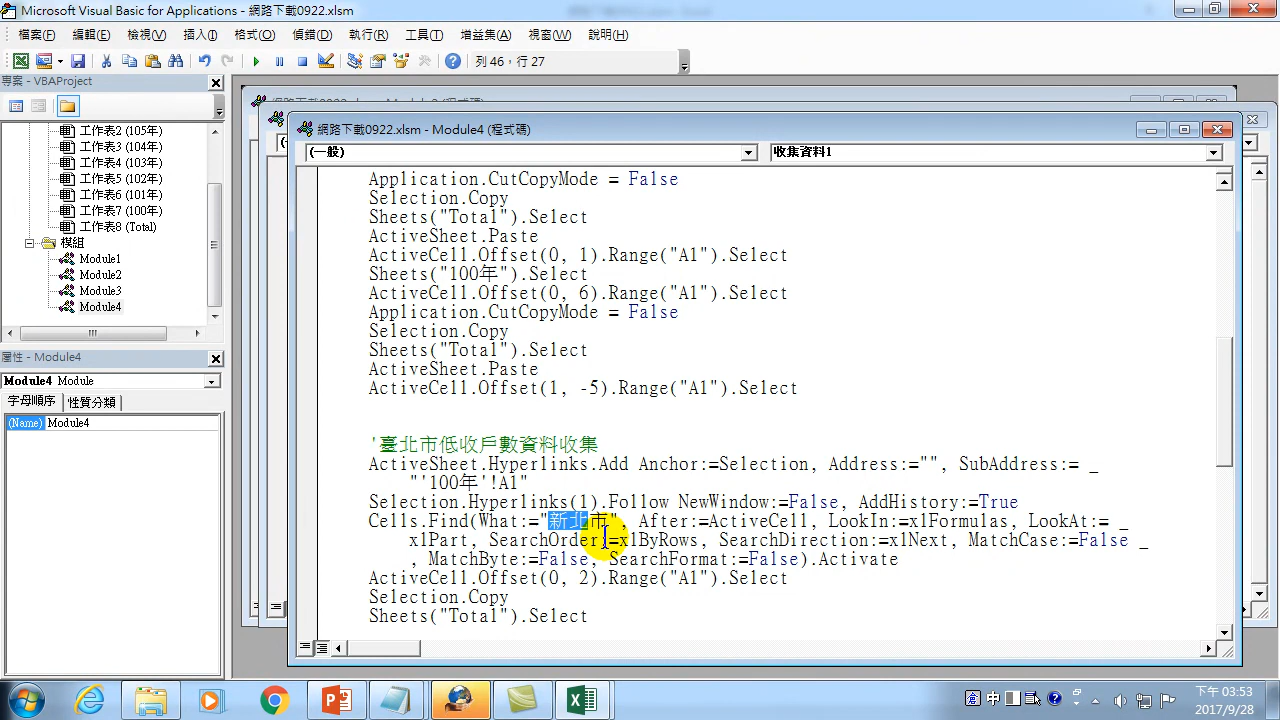 Microsoft Visual Basic for Applications - 網路下載0922.xlsm
檔案(F) 編輯(E) 檢視(V) 插入(I) 格式(O) 偵錯(D) 執行(R) 工具(T) 增益集(A) 視窗(W) 說明(H)
列 46，行 27
專案 - VBAProject
工作表2 (105年)
工作表3 (104年)
工作表4 (103年)
工作表5 (102年)
工作表6 (101年)
工作表7 (100年)
工作表8 (Total)
模組
Module1
Module2
Module3
Module4
屬性 - Module4
Module4 Module
字母順序 性質分類
(Name) Module4
網路下載0922.xlsm - Module4 (程式碼)
(一般) 收集資料1
Application.CutCopyMode = False
Selection.Copy
Sheets("Total").Select
ActiveSheet.Paste
ActiveCell.Offset(0, 1).Range("A1").Select
Sheets("100年").Select
ActiveCell.Offset(0, 6).Range("A1").Select
Application.CutCopyMode = False
Selection.Copy
Sheets("Total").Select
ActiveSheet.Paste
ActiveCell.Offset(1, -5).Range("A1").Select
'臺北市低收戶數資料收集
ActiveSheet.Hyperlinks.Add Anchor:=Selection, Address:="", SubAddress:= _
"'100年'!A1"
Selection.Hyperlinks(1).Follow NewWindow:=False, AddHistory:=True
Cells.Find(What:="新北市", After:=ActiveCell, LookIn:=xlFormulas, LookAt:= _
xlPart, SearchOrder:=xlByRows, SearchDirection:=xlNext, MatchCase:=False _
, MatchByte:=False, SearchFormat:=False).Activate
ActiveCell.Offset(0, 2).Range("A1").Select
Selection.Copy
Sheets("Total").Select
中
下午 03:53
2017/9/28